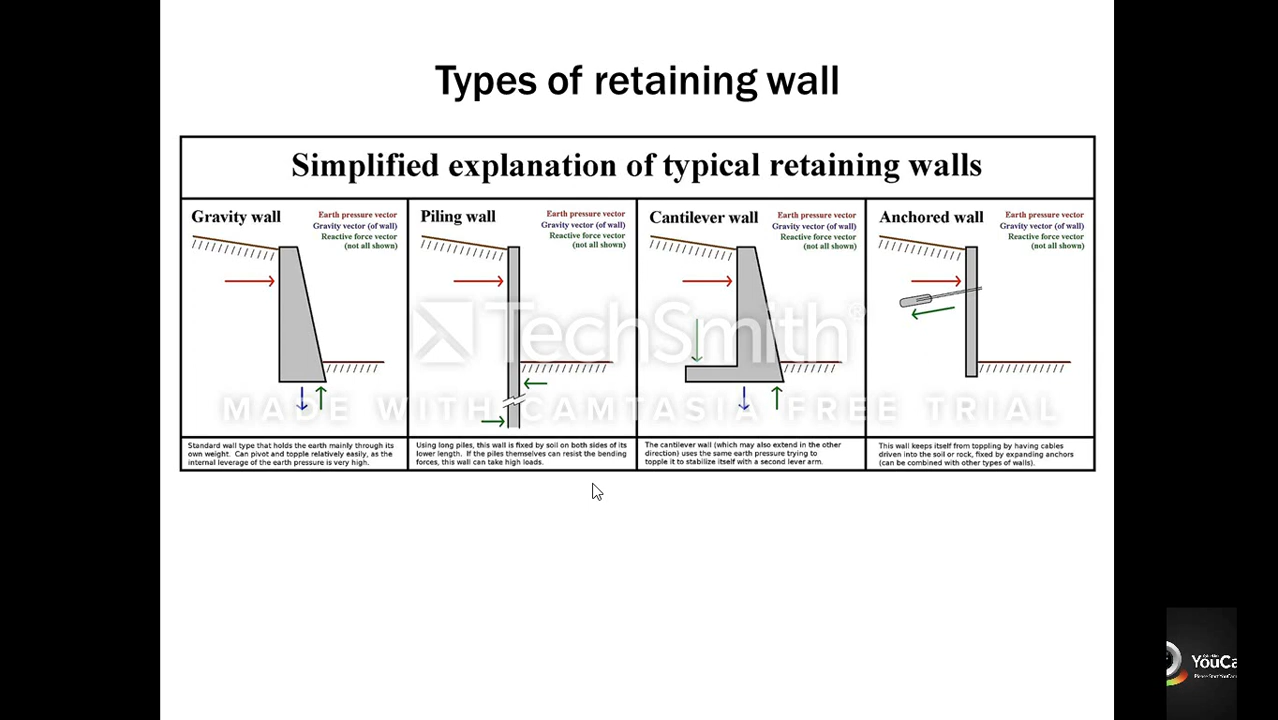 Types of retaining wall
Simplified explanation of typical retaining walls
Gravity wall
Earth pressure vector
Gravity vector (of wall)
Reactive force vector
(not all shown)
Piling wall
Earth pressure vector
Gravity vector (of wall)
Reactive force vector
(not all shown)
Cantilever wall
Earth pressure vector
Gravity vector (of wall)
Reactive force vector
(not all shown)
Anchored wall
Earth pressure vector
Gravity vector (of wall)
Reactive force vector
(not all shown)
TechSmith®
MADE WITH CAMTASIA FREE TRIAL
Standard wall type that holds the earth mainly through its
own weight. Can pivot and topple relatively easily, as the
internal leverage of the earth pressure is very high.
Using long piles, this wall is fixed by soil on both sides of its
lower length. If the piles themselves can resist the bending
forces, this wall can take high loads.
The cantilever wall (which may also extend in the other
direction) uses the same earth pressure trying to
topple it to stabilize itself with a second lever arm.
This wall keeps itself from toppling by having cables
driven into the soil or rock, fixed by expanding anchors
(can be combined with other types of walls).
YouCa